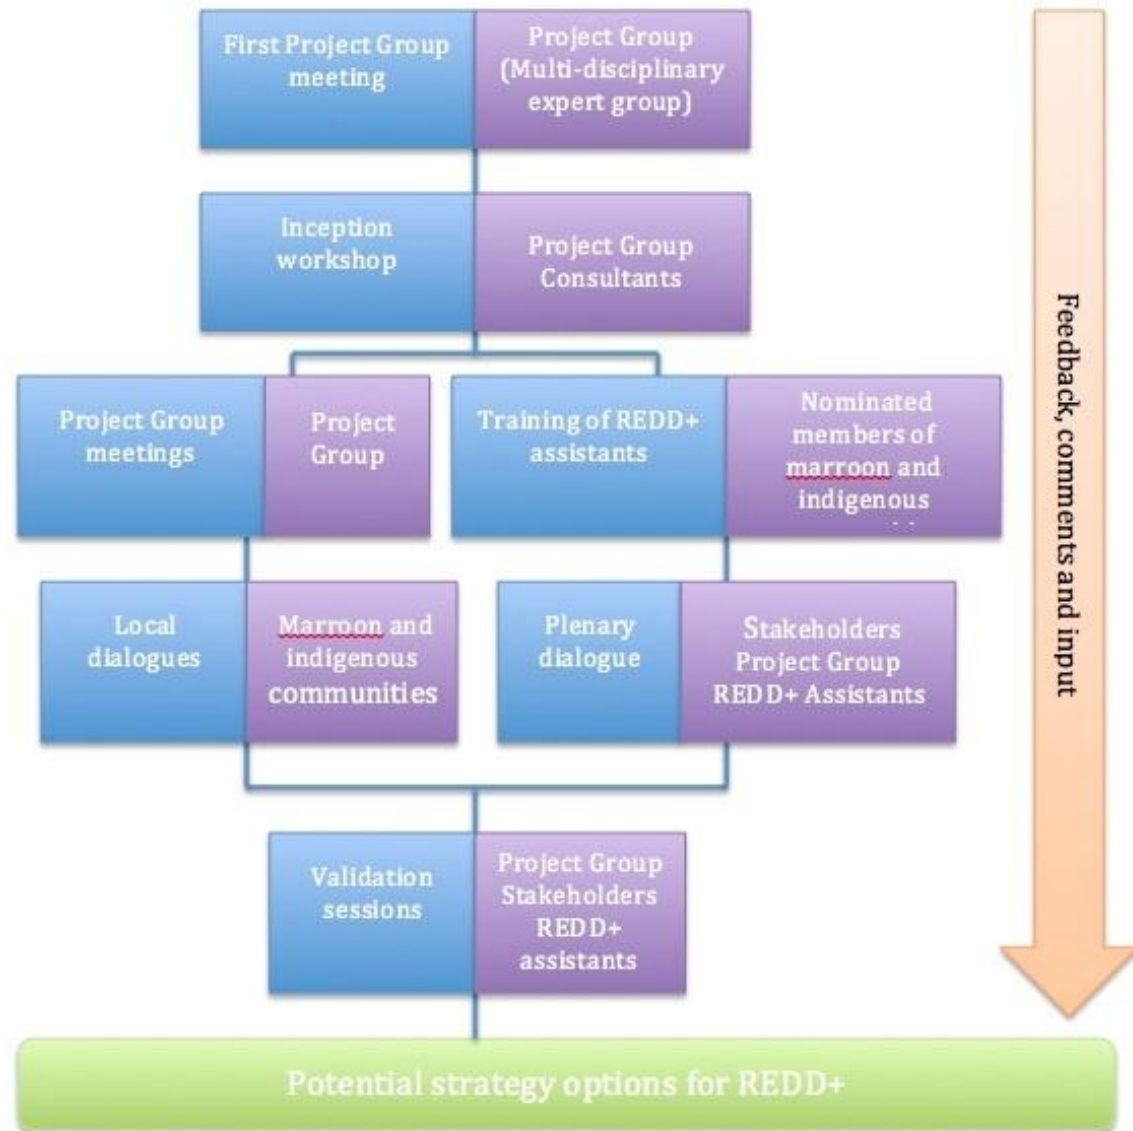 First Project Group
meeting
Project Group
(Multi-disciplinary
expert group)
Inception
workshop
Project Group
Consultants
Project Group
meetings
Project
Group
Training of REDD+
assistants
Nominated
members of
marroon and
indigenous
Local
dialogues
Marroon and
indigenous
communities
Plenary
dialogue
Stakeholders
Project Group
REDD+ Assistants
Validation
sessions
Project Group
Stakeholders
REDD+
assistants
Potential strategy options for REDD+
Feedback, comments and input